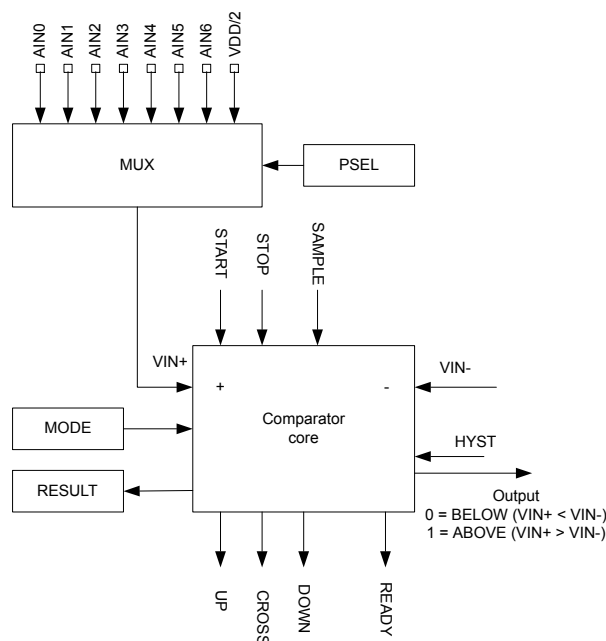 AIN0
AIN1
AIN2
AIN3
AIN4
AIN5
AIN6
VDD/2
MUX
PSEL
START
STOP
SAMPLE
VIN+
VIN-
+
-
MODE
Comparator
core
HYST
RESULT
Output
0 = BELOW (VIN+ < VIN-)
1 = ABOVE (VIN+ > VIN-)
UP
CROSS
DOWN
READY